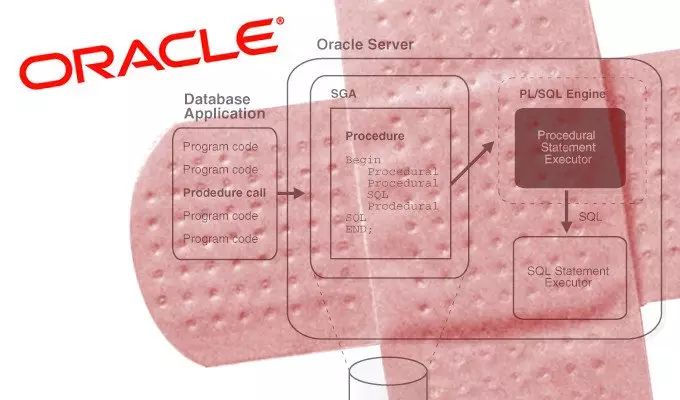 ORACLE®
Oracle Server
Database
Application
Program code
Program code
Prodedure call
Program code
Program code
SGA
Procedure
Begin
Procedural
Procedural
SQL
Prodedural
SQL
END;
PL/SQL Engine
Procedural
Statement
Executor
SQL
SQL Statement
Executor